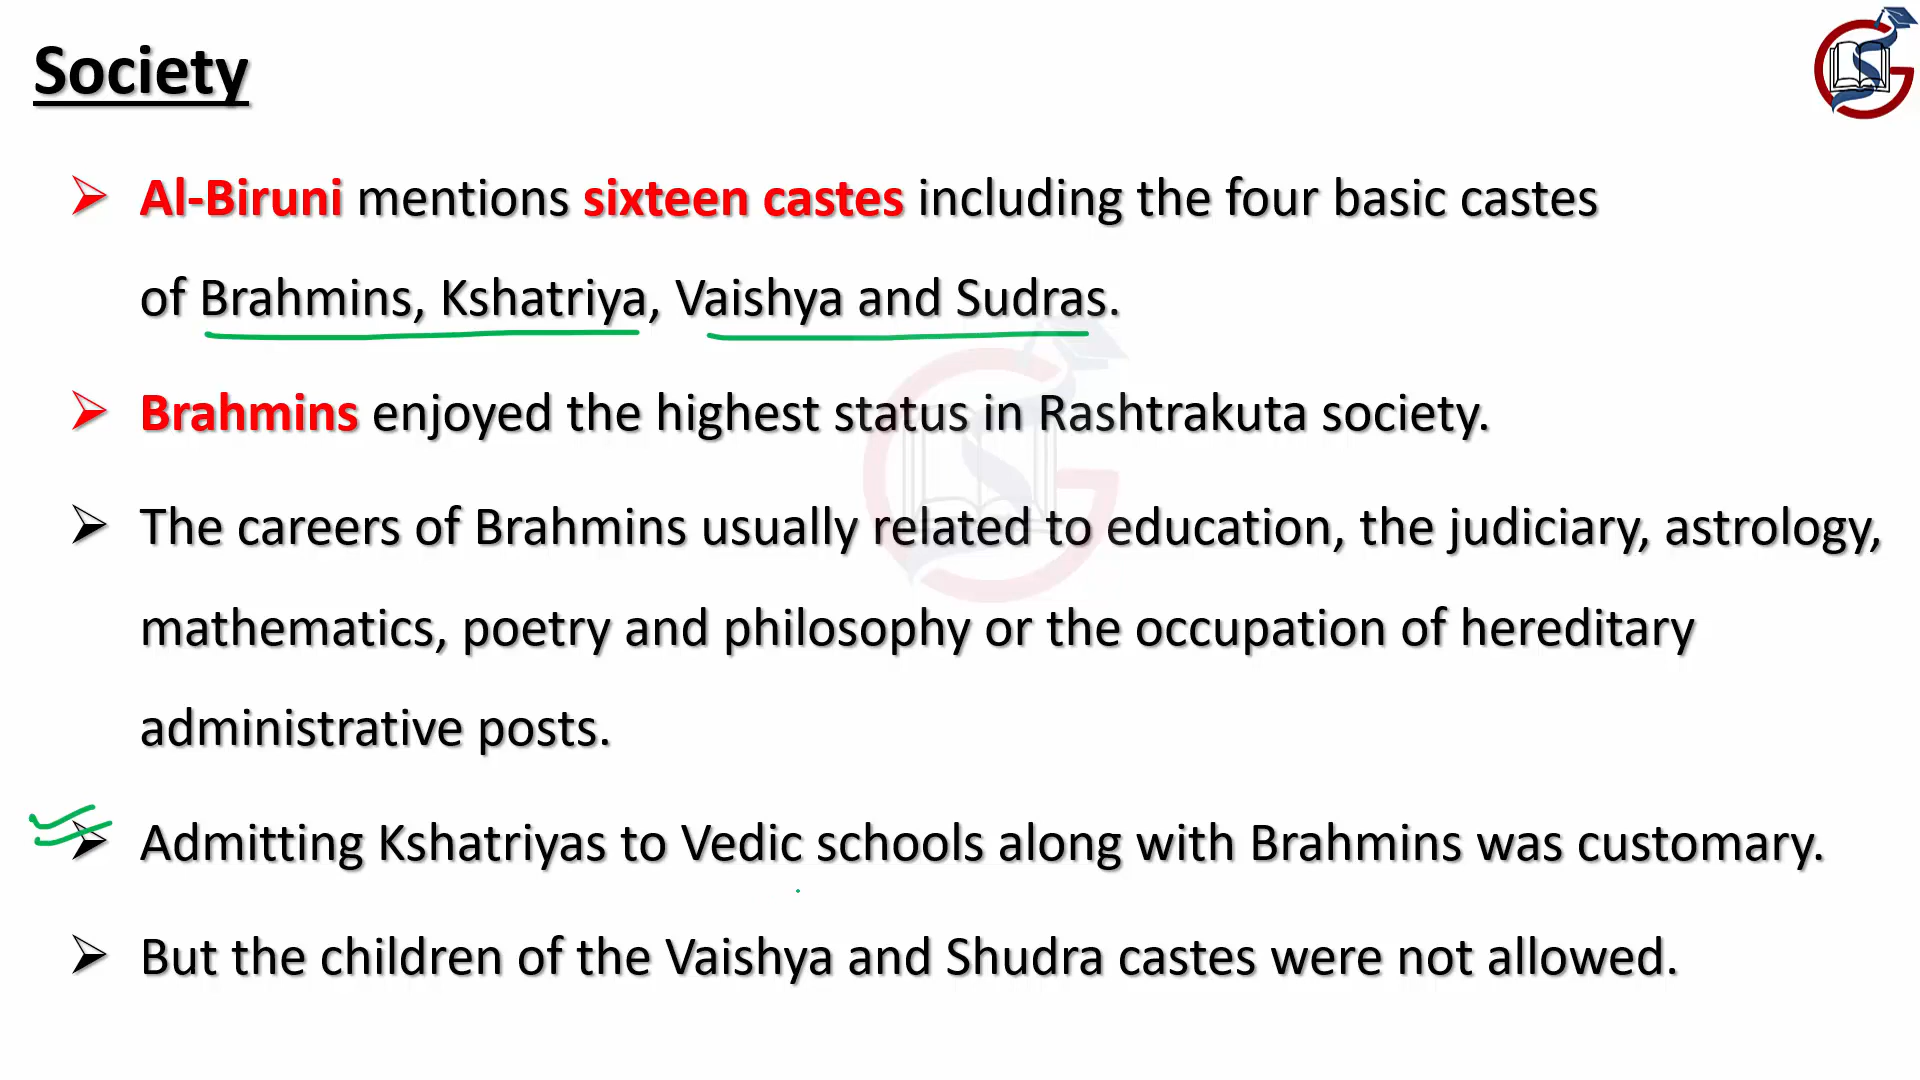 Society
Al-Biruni mentions sixteen castes including the four basic castes
of Brahmins, Kshatriya, Vaishya and Sudras.
Brahmins enjoyed the highest status in Rashtrakuta society.
The careers of Brahmins usually related to education, the judiciary, astrology,
mathematics, poetry and philosophy or the occupation of hereditary
administrative posts.
Admitting Kshatriyas to Vedic schools along with Brahmins was customary.
But the children of the Vaishya and Shudra castes were not allowed.